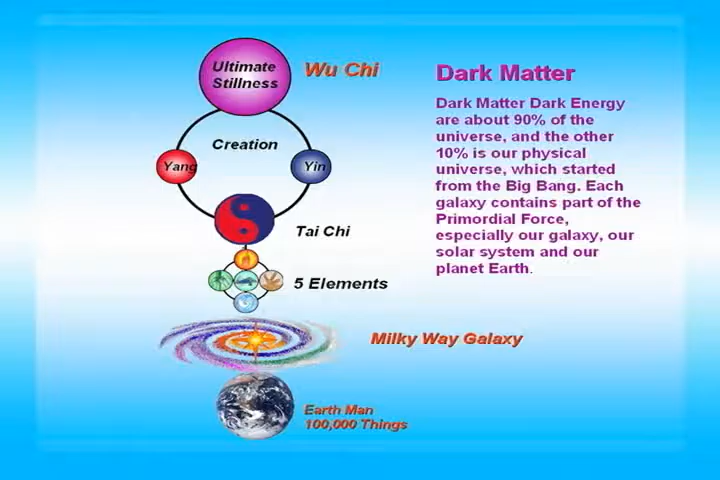 Ultimate
Stillness
Wu Chi
Creation
Yang
Yin
Tai Chi
5 Elements
Milky Way Galaxy
Earth Man
100,000 Things
Dark Matter
Dark Matter Dark Energy
are about 90% of the
universe, and the other
10% is our physical
universe, which started
from the Big Bang. Each
galaxy contains part of the
Primordial Force,
especially our galaxy, our
solar system and our
planet Earth.